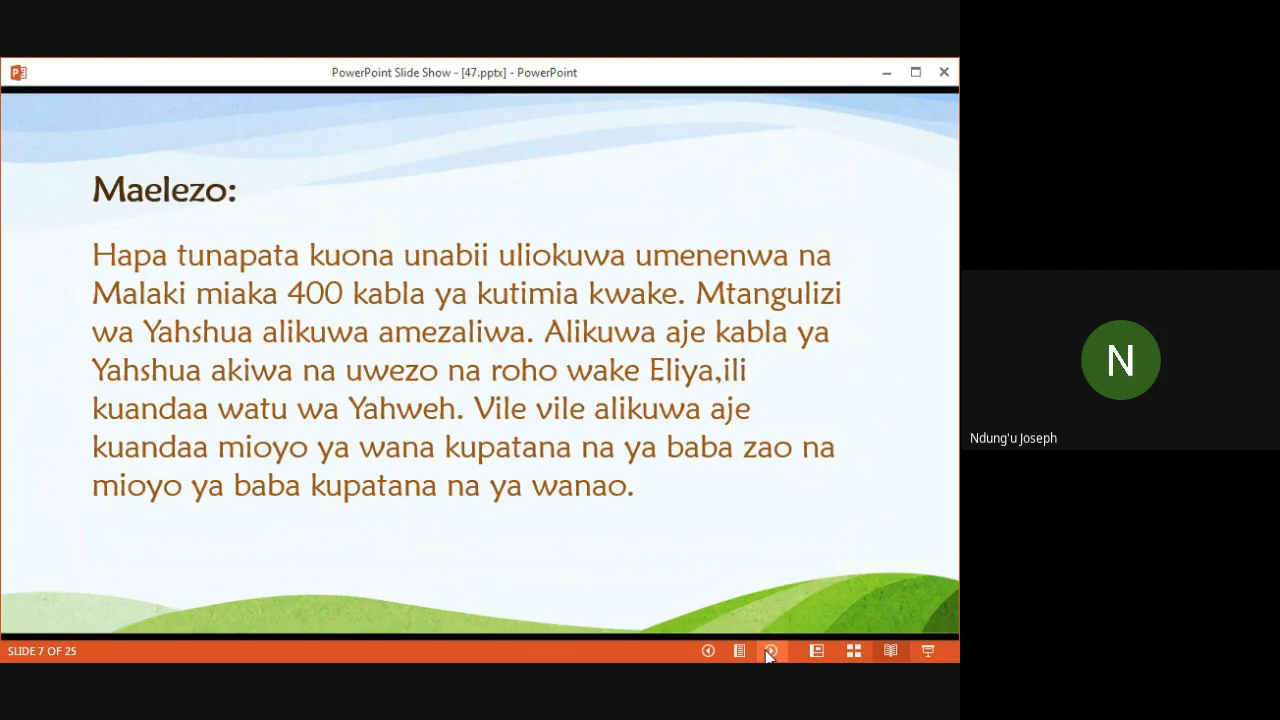 PowerPoint Slide Show - [47.pptx] - PowerPoint
Maelezo:
Hapa tunapata kuona unabii uliokuwa umenenwa na
Malaki miaka 400 kabla ya kutimia kwake. Mtangulizi
wa Yahshua alikuwa amezaliwa. Alikuwa aje kabla ya
Yahshua akiwa na uwezo na roho wake Eliya,ili
kuandaa watu wa Yahweh. Vile vile alikuwa aje
kuandaa mioyo ya wana kupatana na ya baba zao na
mioyo ya baba kupatana na ya wanao.
SLIDE 7 OF 25
N
Ndung'u Joseph